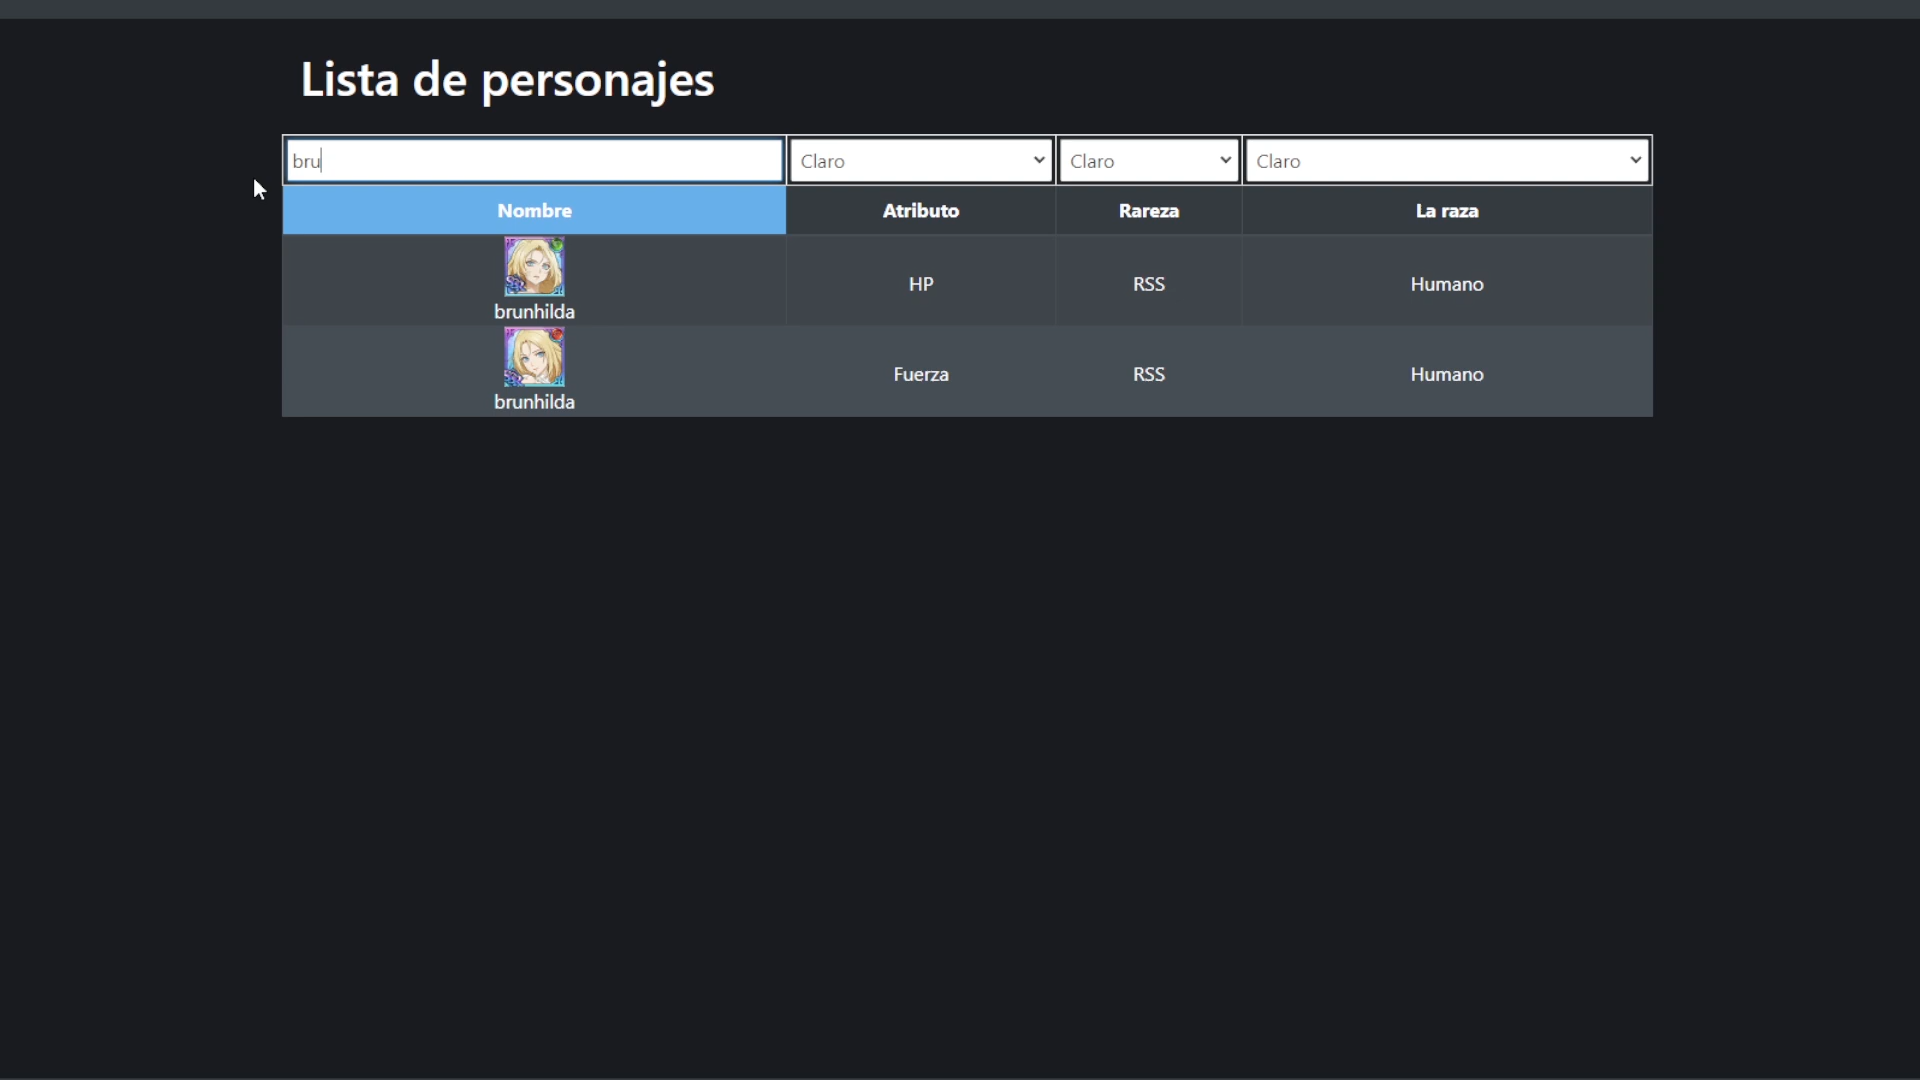 Lista de personajes
bru Claro Claro Claro
Nombre Atributo Rareza La raza
HP RSS Humano
brunhilda
Fuerza RSS Humano
brunhilda